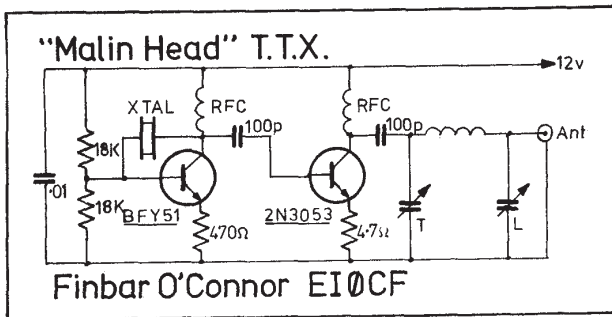 "Malin Head" T.T.X.
12v
XTAL
RFC
RFC
100p
100p
Ant
18K
.01
18K
BFY51
2N3053
T
L
470Ω
4.7Ω
Finbar O'Connor EI0CF